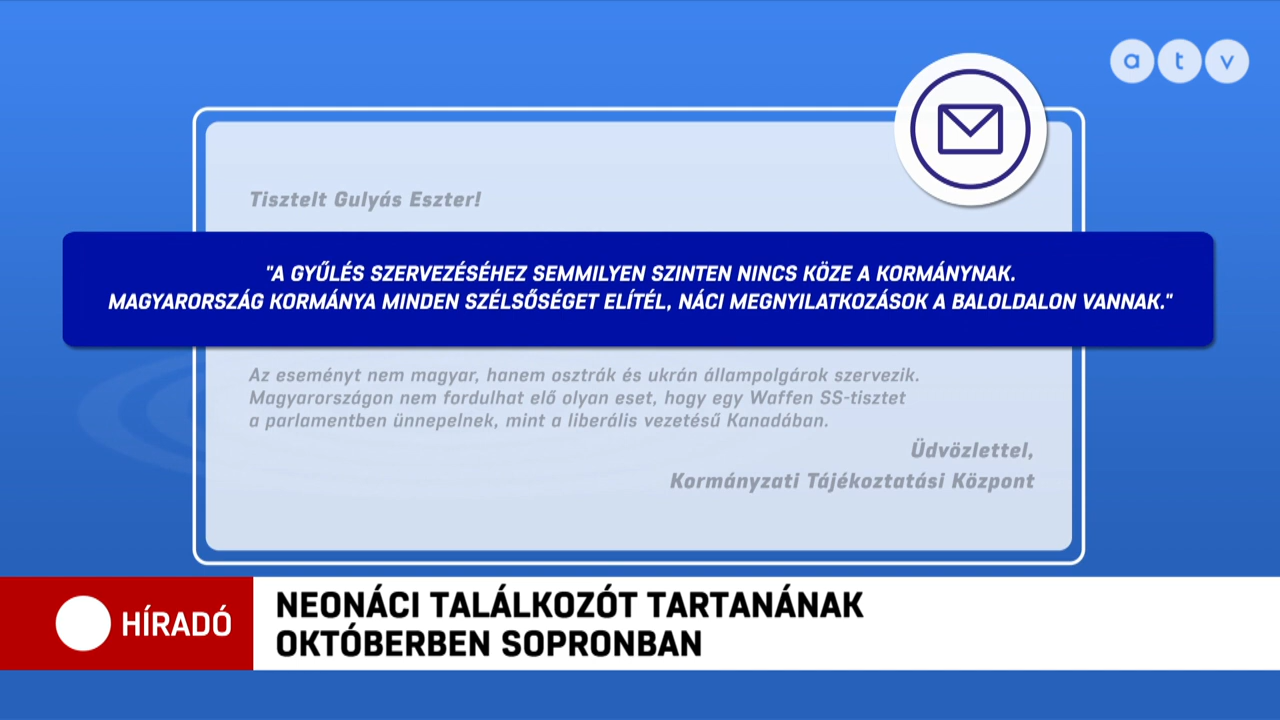 atv
Tisztelt Gulyás Eszter!
"A GYŰLÉS SZERVEZÉSÉHEZ SEMMILYEN SZINTEN NINCS KÖZE A KORMÁNYNAK.
MAGYARORSZÁG KORMÁNYA MINDEN SZÉLSŐSÉGET ELÍTÉL, NÁCI MEGNYILATKOZÁSOK A BALOLDALON VANNAK."
Az eseményt nem magyar, hanem osztrák és ukrán állampolgárok szervezik.
Magyarországon nem fordulhat elő olyan eset, hogy egy Waffen SS-tisztet
a parlamentben ünnepelnek, mint a liberális vezetésű Kanadában.
Üdvözlettel,
Kormányzati Tájékoztatási Központ
HÍRADÓ
NEONÁCI TALÁLKOZÓT TARTANÁNAK
OKTÓBERBEN SOPRONBAN